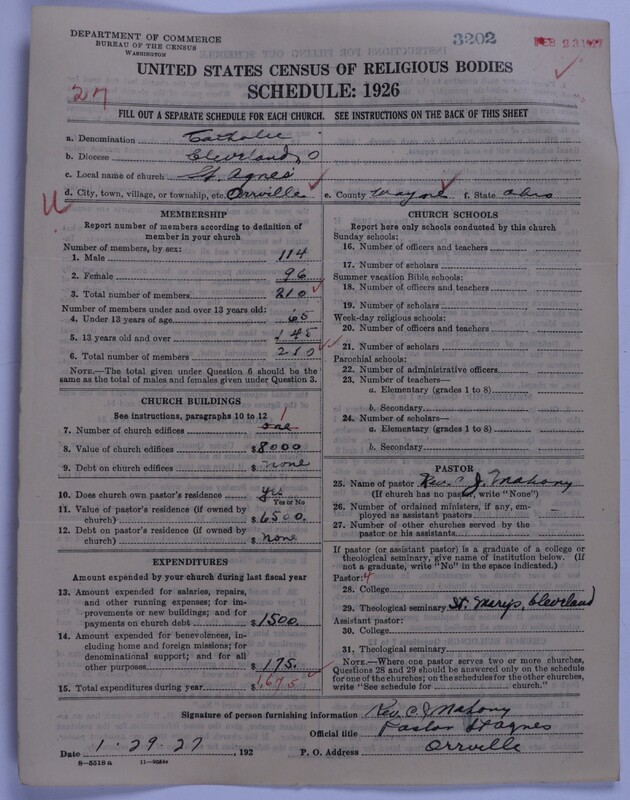 DEPARTMENT OF COMMERCE
BUREAU OF THE CENSUS
WASHINGTON
3202
FEB 23 1927
UNITED STATES CENSUS OF RELIGIOUS BODIES
27
SCHEDULE: 1926
FILL OUT A SEPARATE SCHEDULE FOR EACH CHURCH. SEE INSTRUCTIONS ON THE BACK OF THIS SHEET
a. Denomination Catholic
b. Diocese Cleveland, O
c. Local name of church St. Agnes
d. City, town, village, or township, etc. Orrville e. County Wayne f. State Ohio
MEMBERSHIP
Report number of members according to definition of
member in your church
Number of members, by sex:
1. Male 114
2. Female 96
3. Total number of members 210
Number of members under and over 13 years old:
4. Under 13 years of age 65
5. 13 years old and over 145
6. Total number of members 210
NOTE.—The total given under Question 6 should be the
same as the total of males and females given under Question 3.
CHURCH BUILDINGS
See instructions, paragraphs 10 to 12
1
7. Number of church edifices one
8. Value of church edifices $8000
9. Debt on church edifices $ none
10. Does church own pastor's residence yes
Yes or No
11. Value of pastor's residence (if owned by
church) $6500.
12. Debt on pastor's residence (if owned by
church) $ none
EXPENDITURES
Amount expended by your church during last fiscal year
13. Amount expended for salaries, repairs,
and other running expenses; for im-
provements or new buildings; and for
payments on church debt $1500.
14. Amount expended for benevolences, in-
cluding home and foreign missions; for
denominational support; and for all
other purposes $175.
15. Total expenditures during year $1,675
CHURCH SCHOOLS
Report here only schools conducted by this church
Sunday schools:
16. Number of officers and teachers
17. Number of scholars
Summer vacation Bible schools:
18. Number of officers and teachers
19. Number of scholars
Week-day religious schools:
20. Number of officers and teachers
21. Number of scholars
Parochial schools:
22. Number of administrative officers
23. Number of teachers—
a. Elementary (grades 1 to 8)
b. Secondary
24. Number of scholars—
a. Elementary (grades 1 to 8)
b. Secondary
PASTOR
25. Name of pastor Rev. C. J. Mahony
(If church has no pastor, write "None")
26. Number of ordained ministers, if any, em-
ployed as assistant pastors
27. Number of other churches served by the
pastor or his assistants
If pastor (or assistant pastor) is a graduate of a college or
theological seminary, give name of institution below. (If
not a graduate, write "No" in the space indicated.)
Pastor: 4
28. College
29. Theological seminary St. Marys, Cleveland
Assistant pastor:
30. College
31. Theological seminary
NOTE.—Where one pastor serves two or more churches,
Questions 28 and 29 should be answered only on the schedule
for one of the churches; on the schedules for the other churches,
write "See schedule for church."
Signature of person furnishing information Rev. C J Mahony
Official title Pastor St Agnes
Date 1-29-27, 192 P. O. Address Orrville
8—5518a